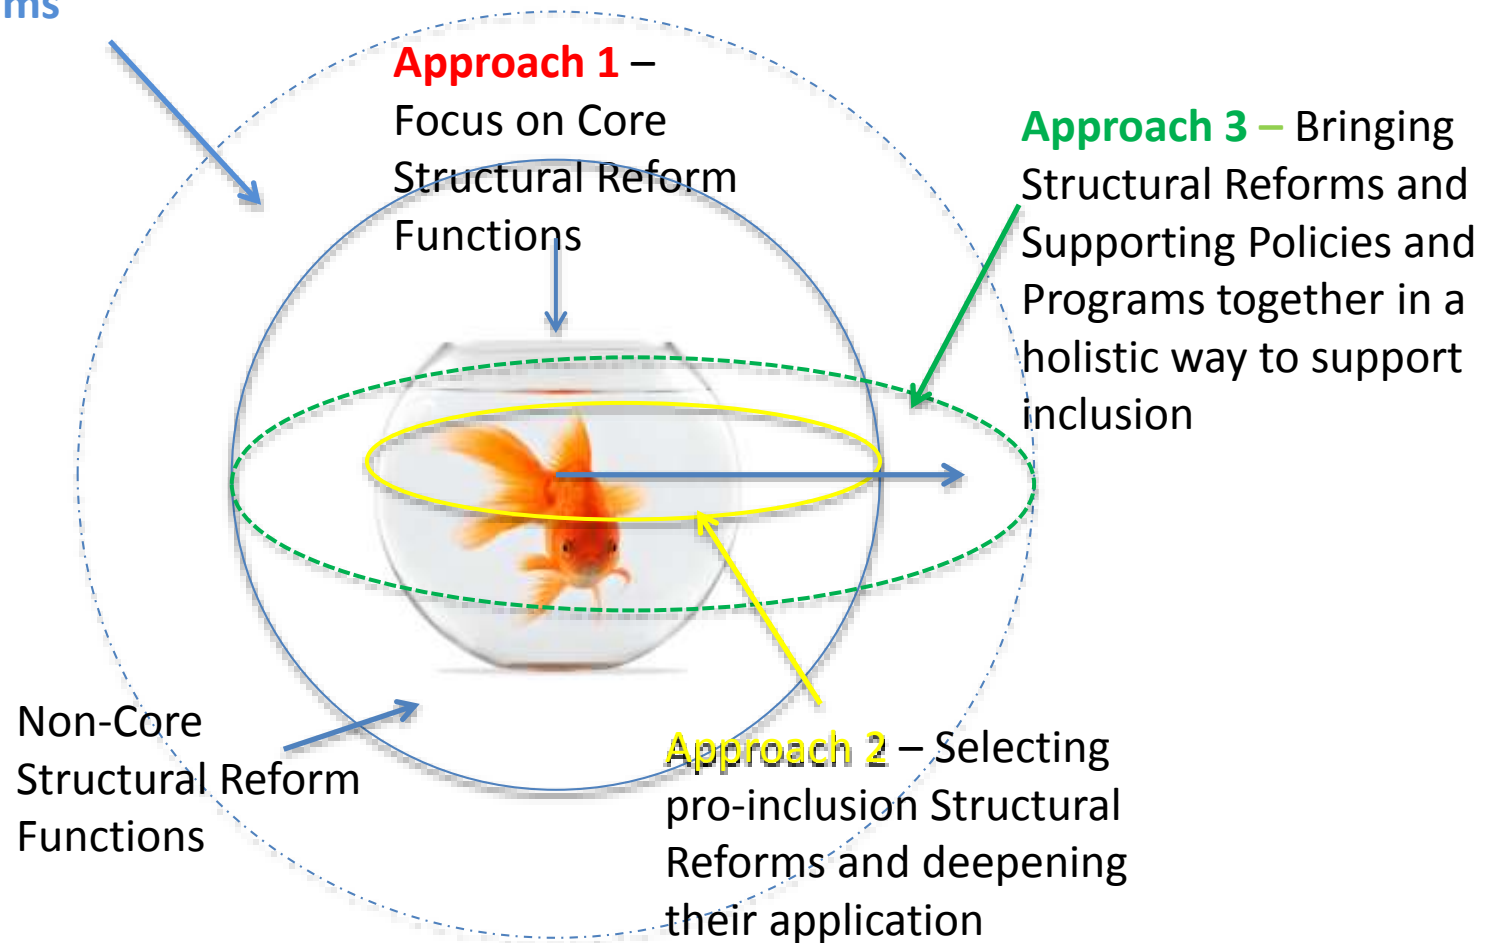 ms
Approach 1 –
Focus on Core
Structural Reform
Functions
Approach 3 – Bringing
Structural Reforms and
Supporting Policies and
Programs together in a
holistic way to support
inclusion
Non-Core
Structural Reform
Functions
Approach 2 – Selecting
pro-inclusion Structural
Reforms and deepening
their application